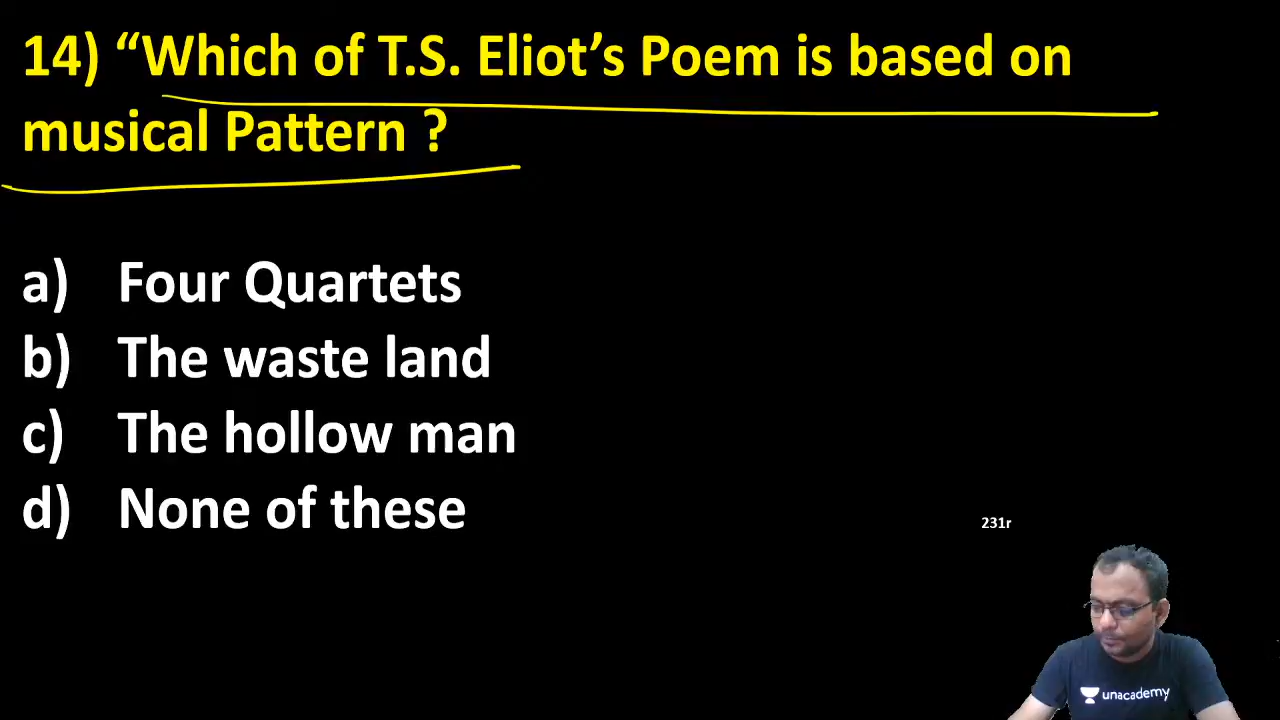 14) “Which of T.S. Eliot’s Poem is based on
musical Pattern ?
a) Four Quartets
b) The waste land
c) The hollow man
d) None of these
231r
unacademy